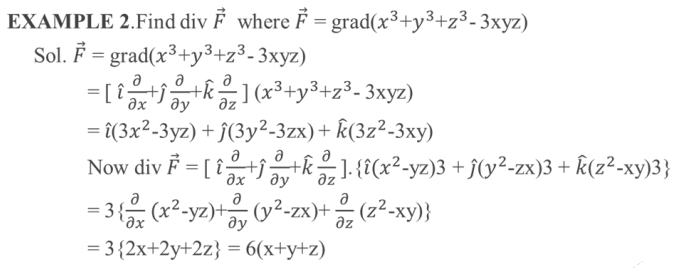 EXAMPLE 2.Find div F⃗ where F⃗ = grad(x³+y³+z³- 3xyz)
Sol. F⃗ = grad(x³+y³+z³- 3xyz)
= [ î ∂/∂x+ĵ ∂/∂y+k̂ ∂/∂z ] (x³+y³+z³- 3xyz)
= î(3x²-3yz) + ĵ(3y²-3zx) + k̂(3z²-3xy)
Now div F⃗ = [ î ∂/∂x+ĵ ∂/∂y+k̂ ∂/∂z ].{î(x²-yz)3 + ĵ(y²-zx)3 + k̂(z²-xy)3}
= 3{∂/∂x (x²-yz)+∂/∂y (y²-zx)+ ∂/∂z (z²-xy)}
= 3{2x+2y+2z} = 6(x+y+z)